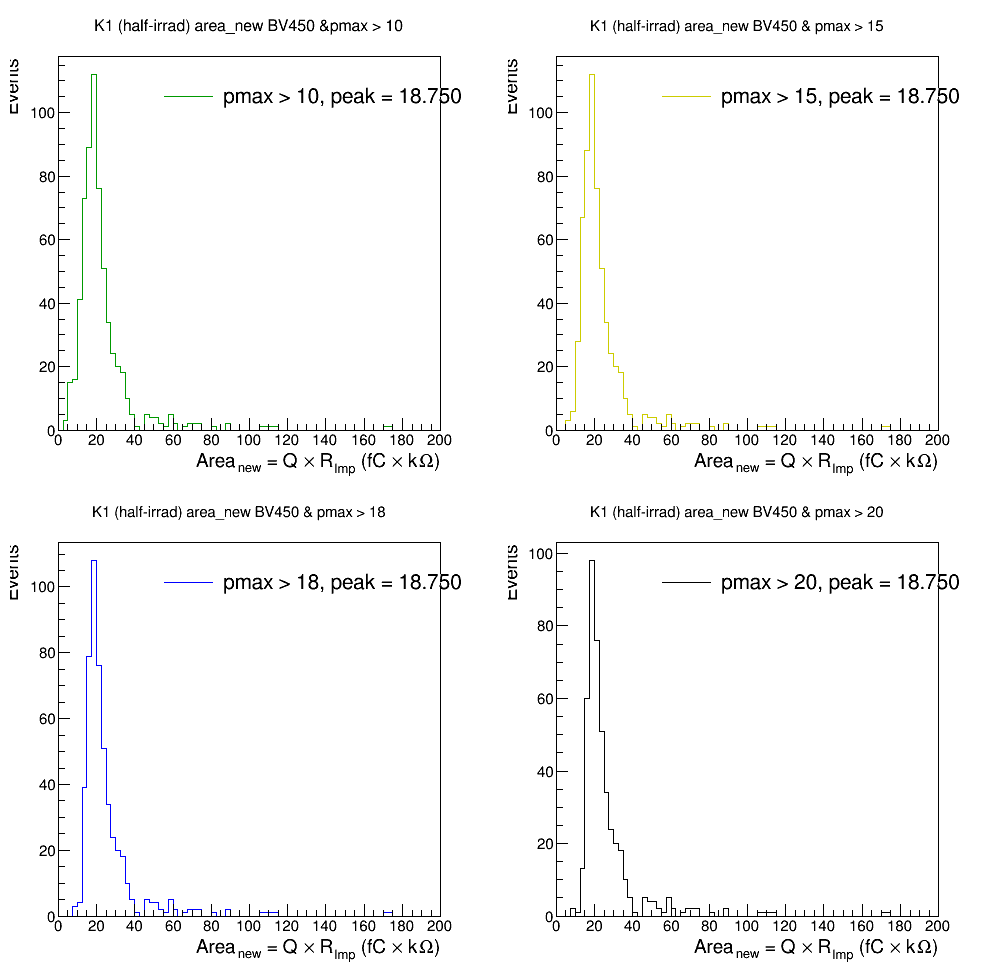 K1 (half-irrad) area_new BV450 &pmax > 10
Events
pmax > 10, peak = 18.750
100
80
60
40
20
0
0 20 40 60 80 100 120 140 160 180 200
Area_new = Q × R_Imp (fC × kΩ)
K1 (half-irrad) area_new BV450 & pmax > 15
Events
pmax > 15, peak = 18.750
100
80
60
40
20
0
0 20 40 60 80 100 120 140 160 180 200
Area_new = Q × R_Imp (fC × kΩ)
K1 (half-irrad) area_new BV450 & pmax > 18
Events
pmax > 18, peak = 18.750
100
80
60
40
20
0
0 20 40 60 80 100 120 140 160 180 200
Area_new = Q × R_Imp (fC × kΩ)
K1 (half-irrad) area_new BV450 & pmax > 20
Events
pmax > 20, peak = 18.750
100
80
60
40
20
0
0 20 40 60 80 100 120 140 160 180 200
Area_new = Q × R_Imp (fC × kΩ)